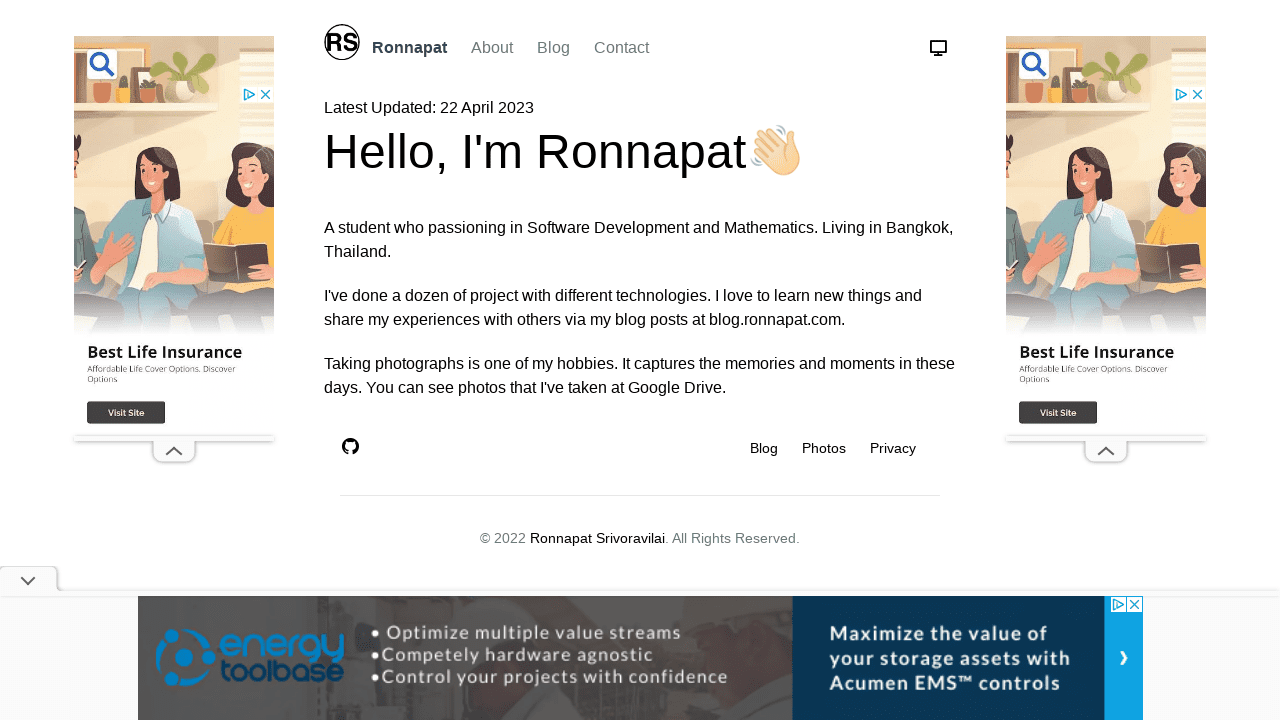 RS
Ronnapat About Blog Contact
Latest Updated: 22 April 2023
Hello, I'm Ronnapat👋🏻
A student who passioning in Software Development and Mathematics. Living in Bangkok,
Thailand.
I've done a dozen of project with different technologies. I love to learn new things and
share my experiences with others via my blog posts at blog.ronnapat.com.
Taking photographs is one of my hobbies. It captures the memories and moments in these
days. You can see photos that I've taken at Google Drive.
Blog Photos Privacy
© 2022 Ronnapat Srivoravilai. All Rights Reserved.
Best Life Insurance
Affordable Life Cover Options. Discover
Options
Visit Site
Best Life Insurance
Affordable Life Cover Options. Discover
Options
Visit Site
energy
toolbase
• Optimize multiple value streams
•Competely hardware agnostic
•Control your projects with confidence
Maximize the value of
your storage assets with
Acumen EMS™ controls